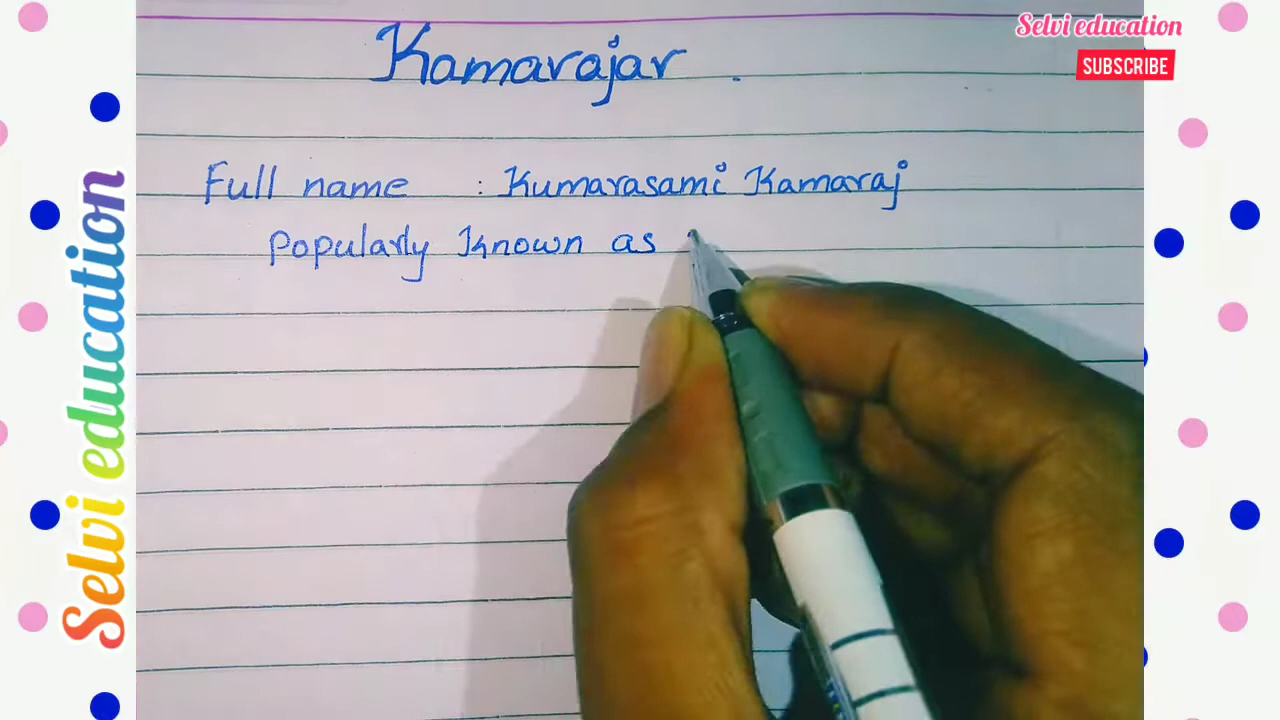 Selvi education
SUBSCRIBE
Kamarajar .
Full name : Kumarasami Kamaraj
Popularly Known as
Selvi education